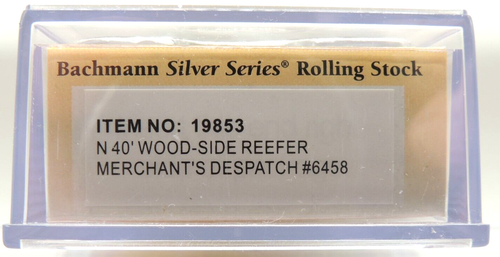 Bachmann Silver Series® Rolling Stock
ITEM NO: 19853
N 40' WOOD-SIDE REEFER
MERCHANT'S DESPATCH #6458